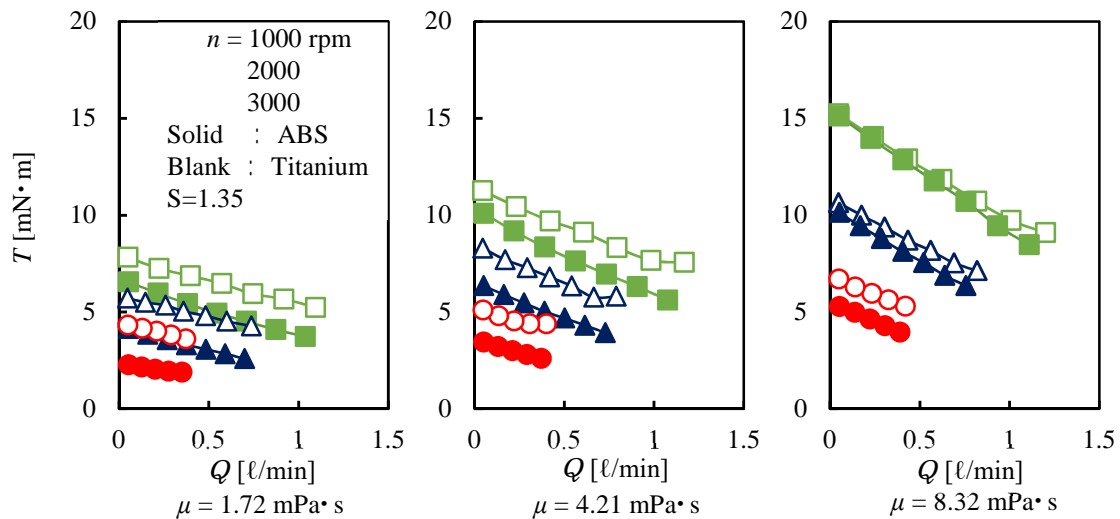 20
15
10
5
0
T [mN・m]
n = 1000 rpm
2000
3000
Solid : ABS
Blank : Titanium
S=1.35
0 0.5 1 1.5
Q [ℓ/min]
μ = 1.72 mPa・s
20
15
10
5
0
0 0.5 1 1.5
Q [ℓ/min]
μ = 4.21 mPa・s
20
15
10
5
0
0 0.5 1 1.5
Q [ℓ/min]
μ = 8.32 mPa・s